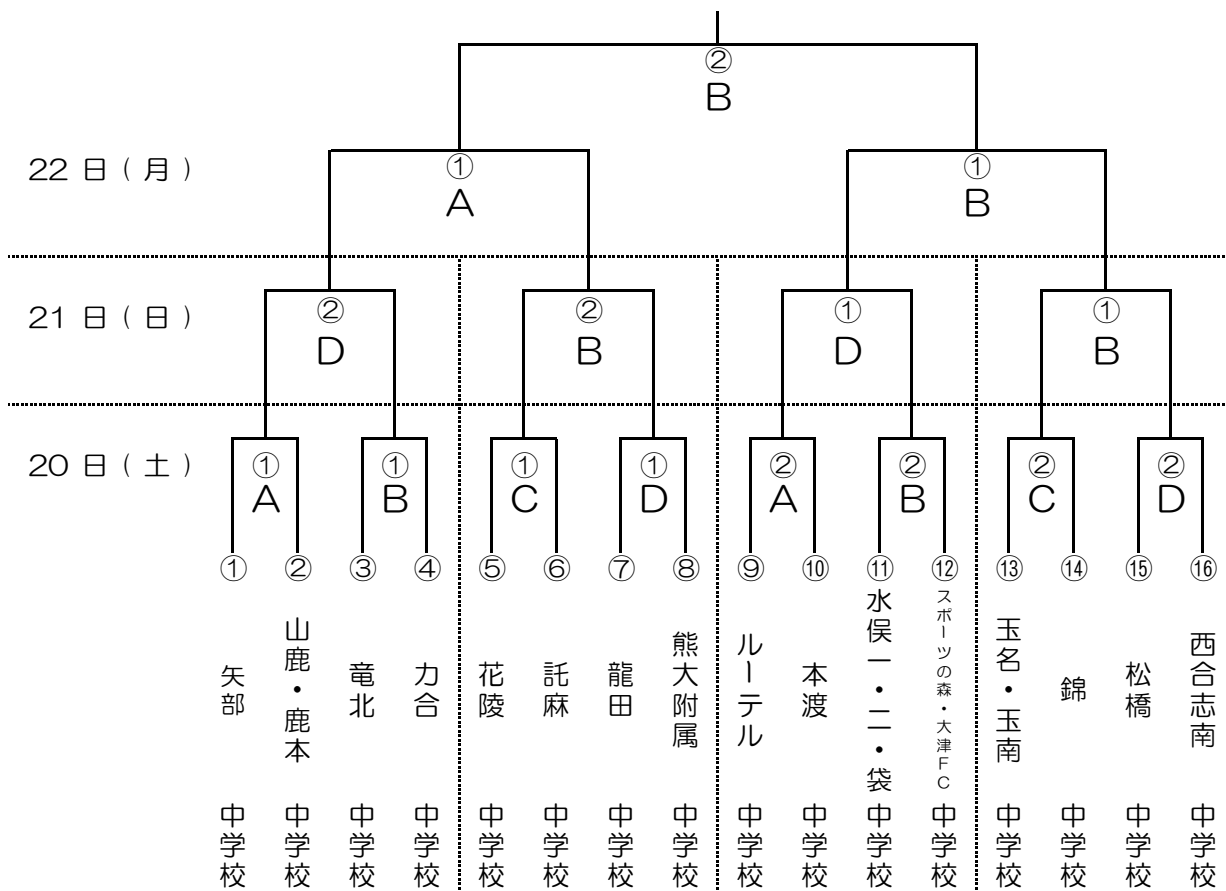 ②
B
22 日 ( 月 )
①
A
①
B
21 日 ( 日 )
②
D
②
B
①
D
①
B
20 日 ( 土 )
①
A
①
B
①
C
①
D
②
A
②
B
②
C
②
D
① 矢部 中学校
② 山鹿・鹿本 中学校
③ 竜北 中学校
④ 力合 中学校
⑤ 花陵 中学校
⑥ 託麻 中学校
⑦ 龍田 中学校
⑧ 熊大附属 中学校
⑨ ルーテル 中学校
⑩ 本渡 中学校
⑪ 水俣一・二・袋 中学校
⑫ スポーツの森・大津FC 中学校
⑬ 玉名・玉南 中学校
⑭ 錦 中学校
⑮ 松橋 中学校
⑯ 西合志南 中学校